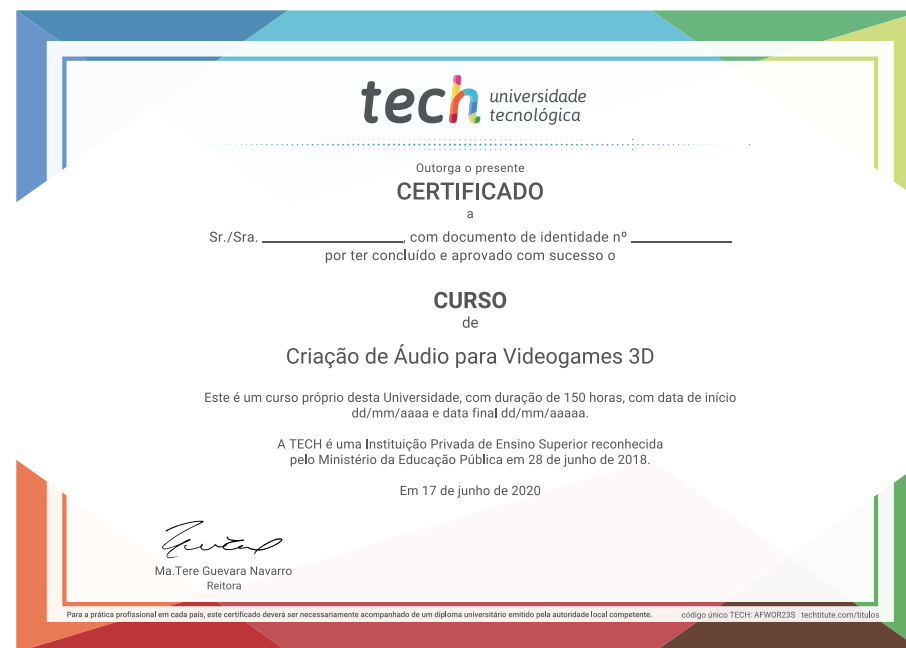 tech universidade
tecnológica
Outorga o presente
CERTIFICADO
a
Sr./Sra. ____________, com documento de identidade nº ____________
por ter concluído e aprovado com sucesso o
CURSO
de
Criação de Áudio para Videogames 3D
Este é um curso próprio desta Universidade, com duração de 150 horas, com data de início
dd/mm/aaaa e data final dd/mm/aaaaa.
A TECH é uma Instituição Privada de Ensino Superior reconhecida
pelo Ministério da Educação Pública em 28 de junho de 2018.
Em 17 de junho de 2020
Ma.Tere Guevara Navarro
Reitora
Para a prática profissional em cada país, este certificado deverá ser necessariamente acompanhado de um diploma universitário emitido pela autoridade local competente. código único TECH: AFWOR23S techtitute.com/titulos